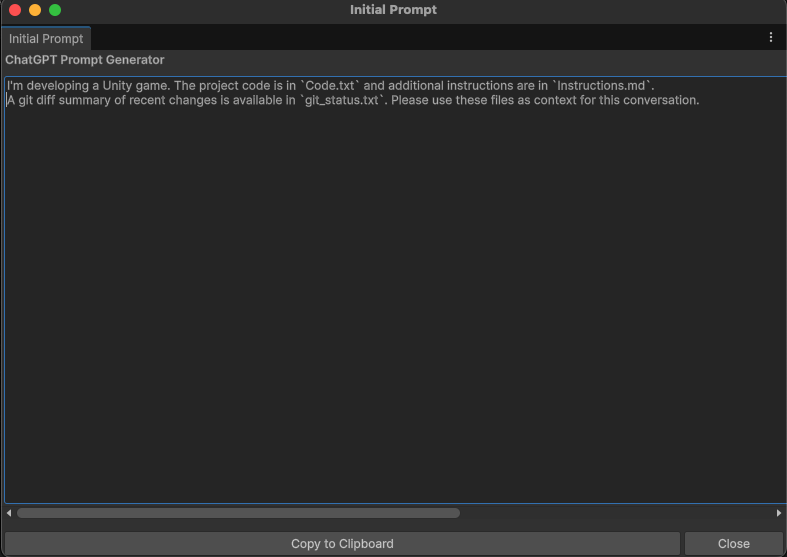 Initial Prompt
Initial Prompt
ChatGPT Prompt Generator
I'm developing a Unity game. The project code is in `Code.txt` and additional instructions are in `Instructions.md`.
A git diff summary of recent changes is available in `git_status.txt`. Please use these files as context for this conversation.
Copy to Clipboard Close